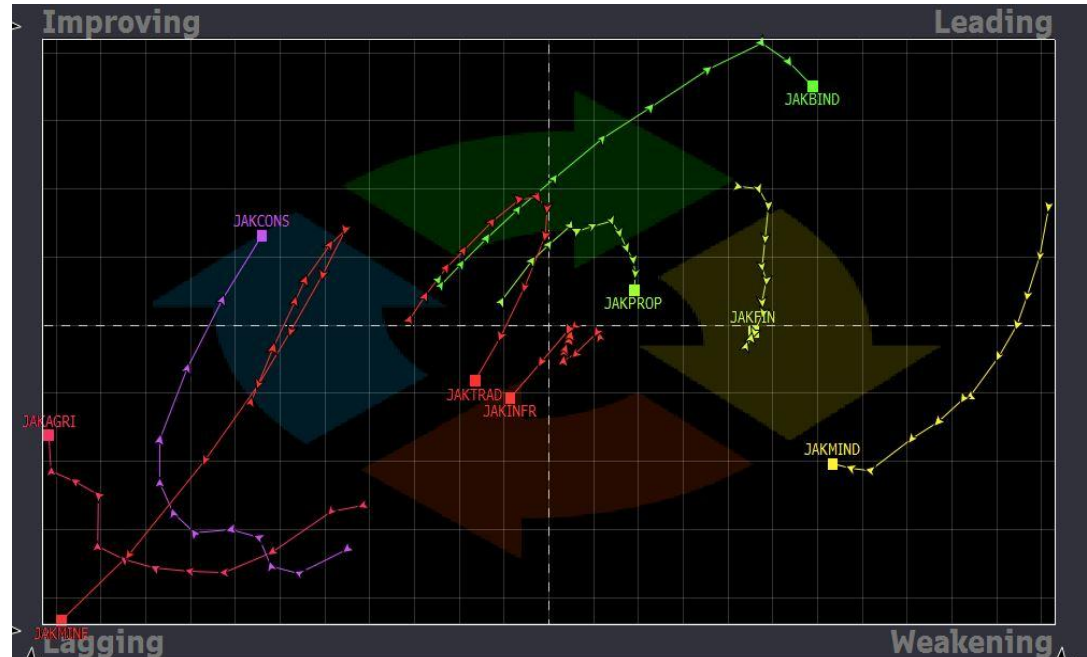 Improving
Leading
JAKBIND
JAKCONS
JAKPROP
JAKFIN
JAKTRAD
JAKINFR
JAKAGRI
JAKMIND
JAKMINE
Lagging
Weakening